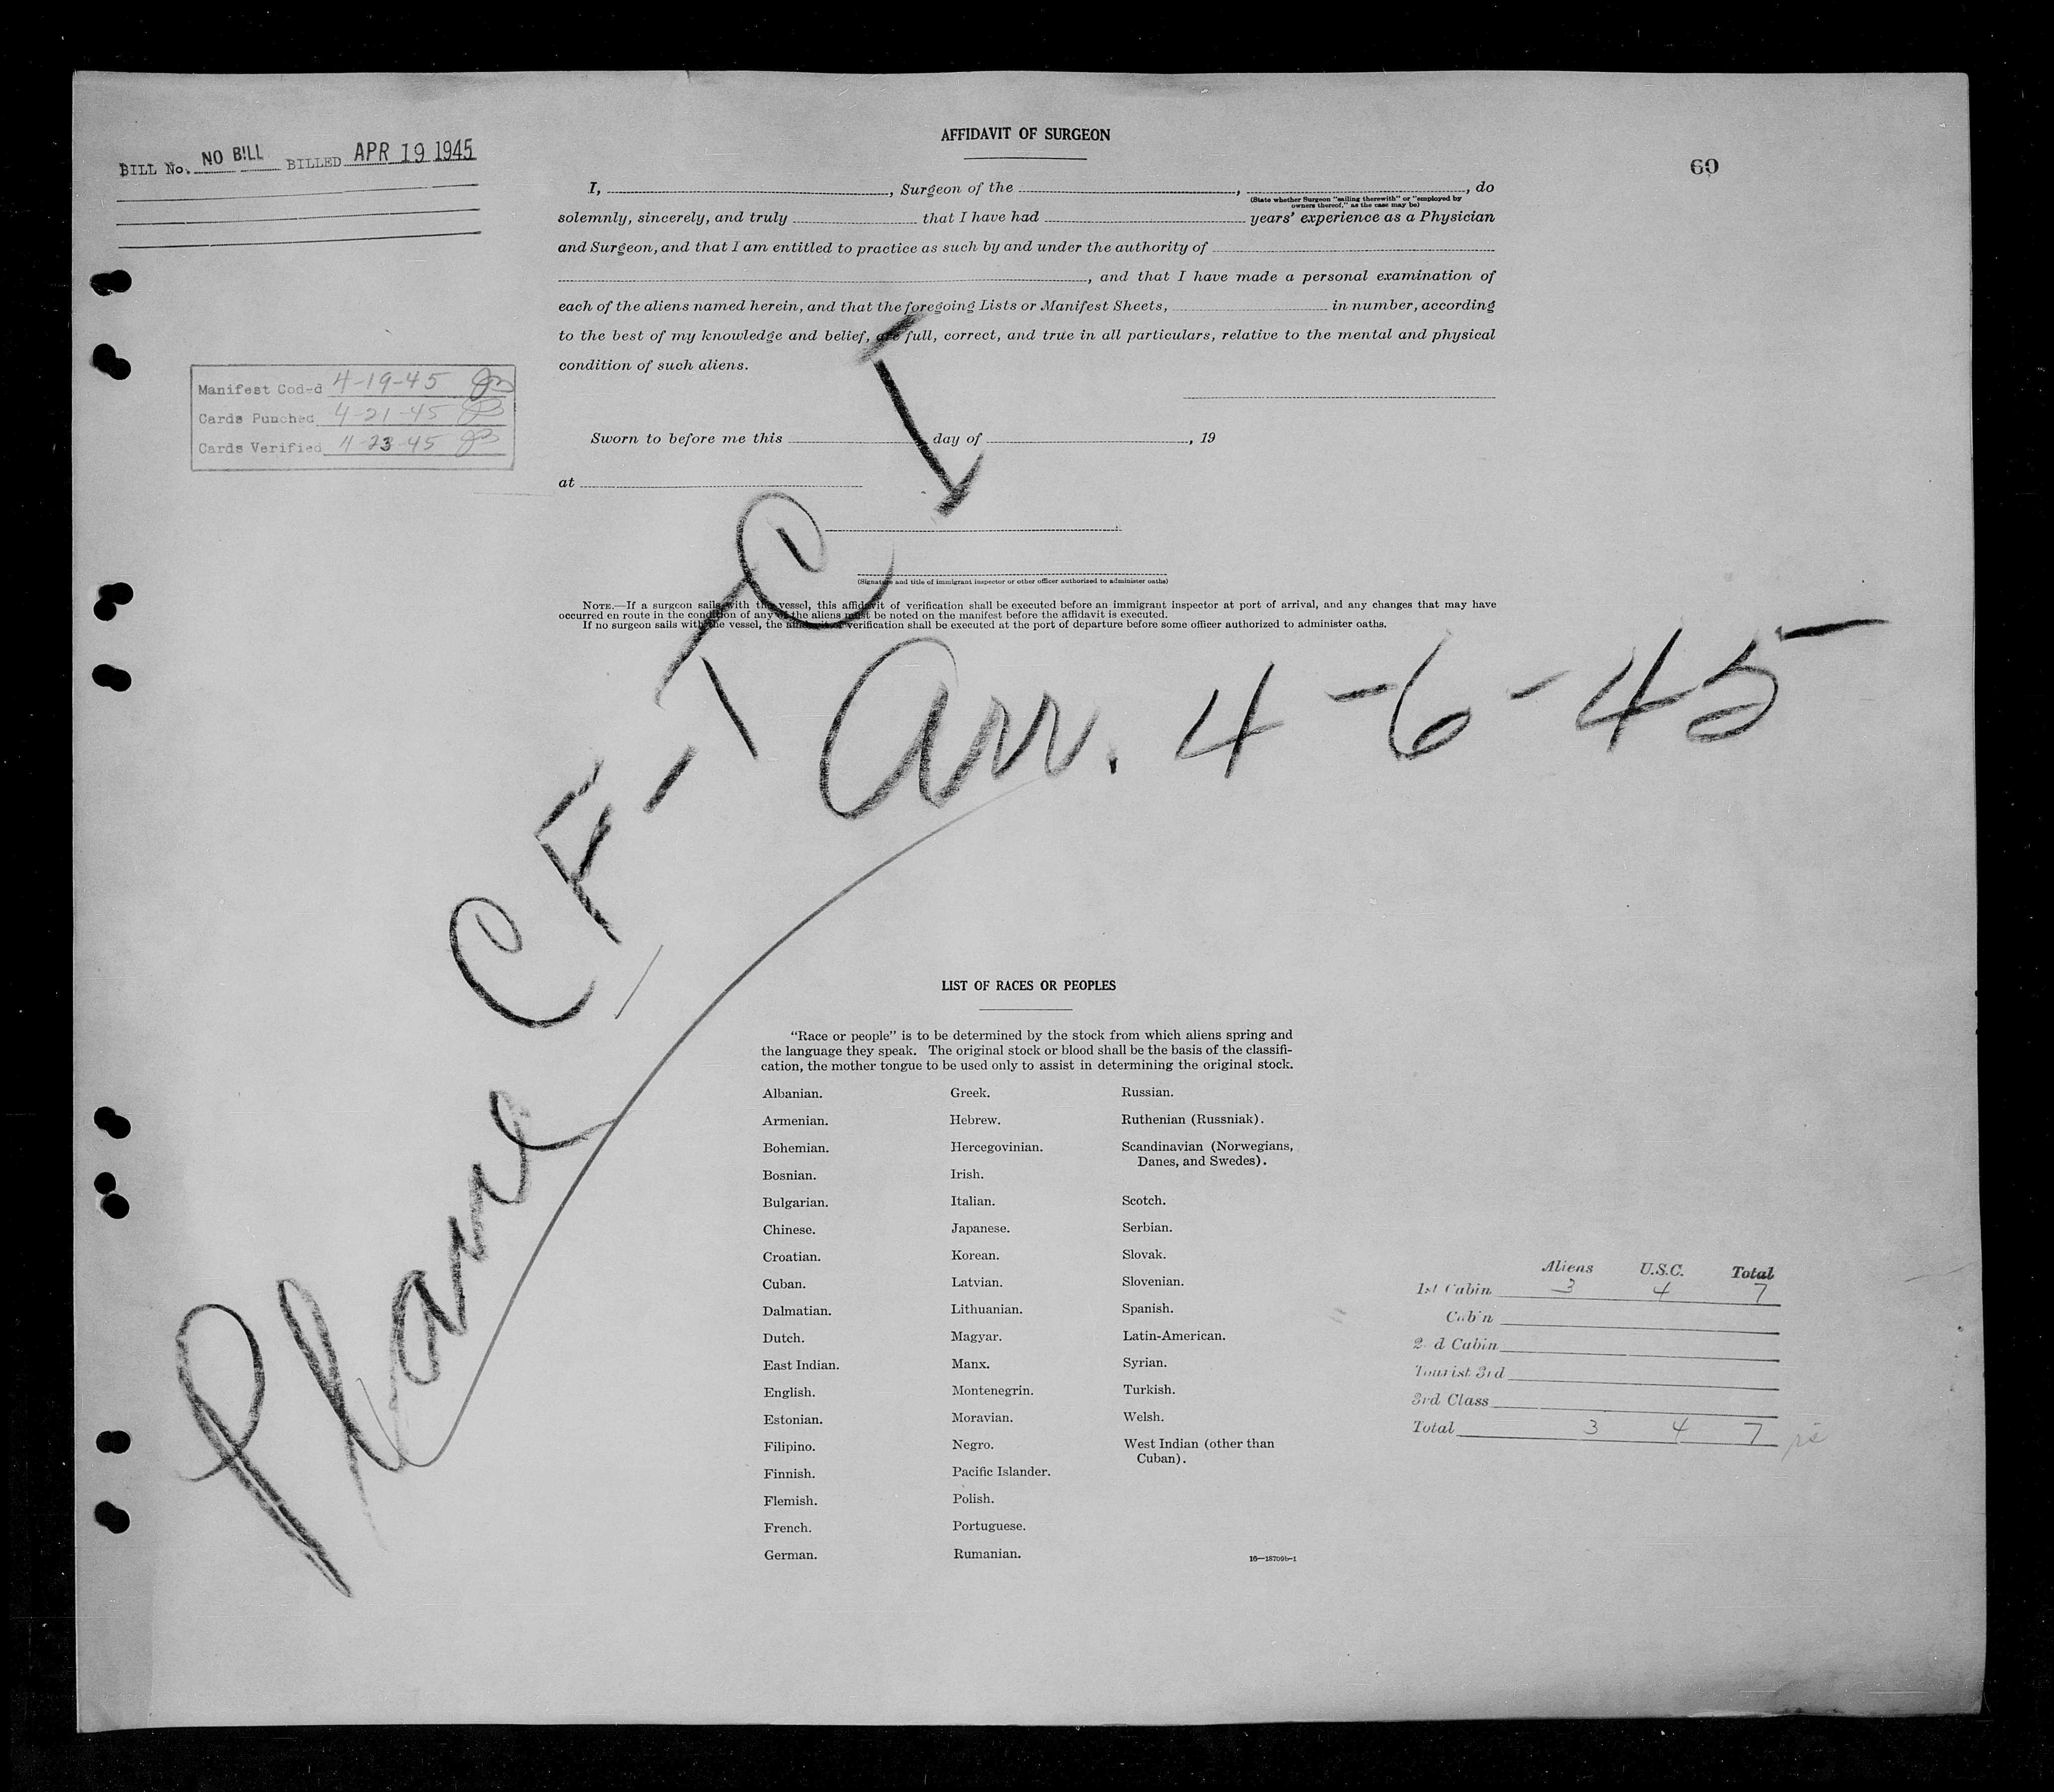 BILL No. NO BILL BILLED APR 19 1945
AFFIDAVIT OF SURGEON
60
I, , Surgeon of the , , do
(State whether Surgeon "sailing therewith" or "employed by
owners thereof," as the case may be)
solemnly, sincerely, and truly that I have had years' experience as a Physician
and Surgeon, and that I am entitled to practice as such by and under the authority of
, and that I have made a personal examination of
each of the aliens named herein, and that the foregoing Lists or Manifest Sheets, in number, according
to the best of my knowledge and belief, are full, correct, and true in all particulars, relative to the mental and physical
condition of such aliens.
Manifest Coded 4-19-45
Cards Punched 4-21-45
Cards Verified 4-23-45
Sworn to before me this day of , 19
at
(Signature and title of immigrant inspector or other officer authorized to administer oaths)
NOTE.—If a surgeon sails with the vessel, this affidavit of verification shall be executed before an immigrant inspector at port of arrival, and any changes that may have
occurred en route in the condition of any of the aliens must be noted on the manifest before the affidavit is executed.
If no surgeon sails with the vessel, the affidavit of verification shall be executed at the port of departure before some officer authorized to administer oaths.
Plane CF-TCI
Arr. 4-6-45
LIST OF RACES OR PEOPLES
"Race or people" is to be determined by the stock from which aliens spring and
the language they speak. The original stock or blood shall be the basis of the classifi-
cation, the mother tongue to be used only to assist in determining the original stock.
Albanian. Greek. Russian.
Armenian. Hebrew. Ruthenian (Russniak).
Bohemian. Hercegovinian. Scandinavian (Norwegians,
Danes, and Swedes).
Bosnian. Irish.
Bulgarian. Italian. Scotch.
Chinese. Japanese. Serbian.
Croatian. Korean. Slovak.
Cuban. Latvian. Slovenian.
Dalmatian. Lithuanian. Spanish.
Dutch. Magyar. Latin-American.
East Indian. Manx. Syrian.
English. Montenegrin. Turkish.
Estonian. Moravian. Welsh.
Filipino. Negro. West Indian (other than
Cuban).
Finnish. Pacific Islander.
Flemish. Polish.
French. Portuguese.
German. Rumanian.
16—18709b-1
Aliens U.S.C. Total
1st Cabin 3 4 7
Cabin
2nd Cabin
Tourist 3rd
3rd Class
Total 3 4 7